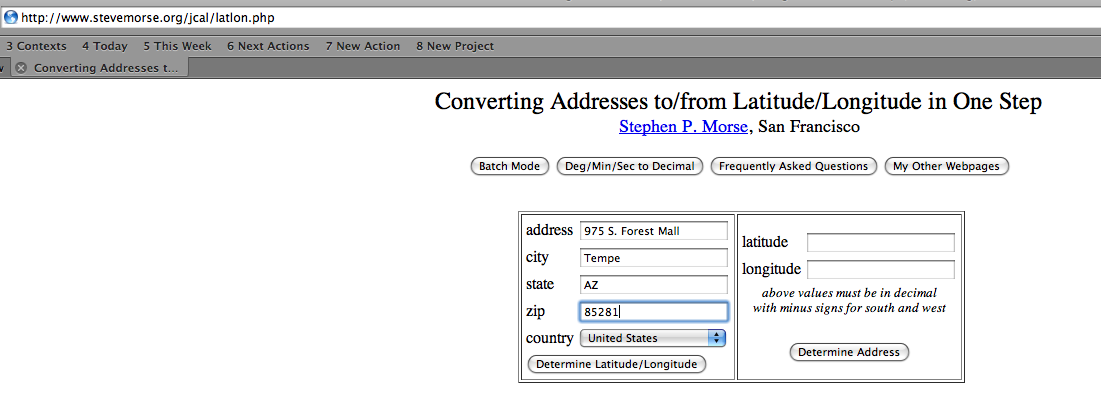 http://www.stevemorse.org/jcal/latlon.php
3 Contexts 4 Today 5 This Week 6 Next Actions 7 New Action 8 New Project
Converting Addresses t...
Converting Addresses to/from Latitude/Longitude in One Step
Stephen P. Morse, San Francisco
Batch Mode Deg/Min/Sec to Decimal Frequently Asked Questions My Other Webpages
address 975 S. Forest Mall
city Tempe
state AZ
zip 85281
country United States
Determine Latitude/Longitude
latitude
longitude
above values must be in decimal
with minus signs for south and west
Determine Address